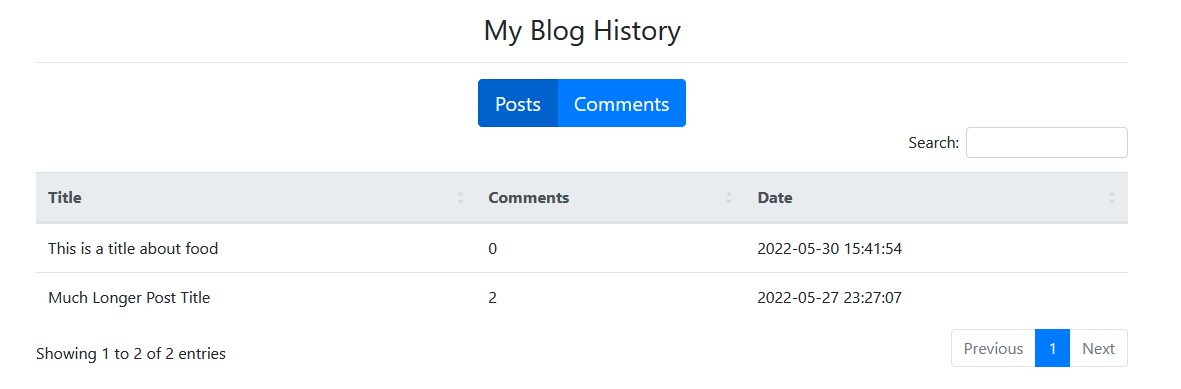 My Blog History
Posts Comments
Search:
Title Comments Date
This is a title about food 0 2022-05-30 15:41:54
Much Longer Post Title 2 2022-05-27 23:27:07
Showing 1 to 2 of 2 entries Previous 1 Next